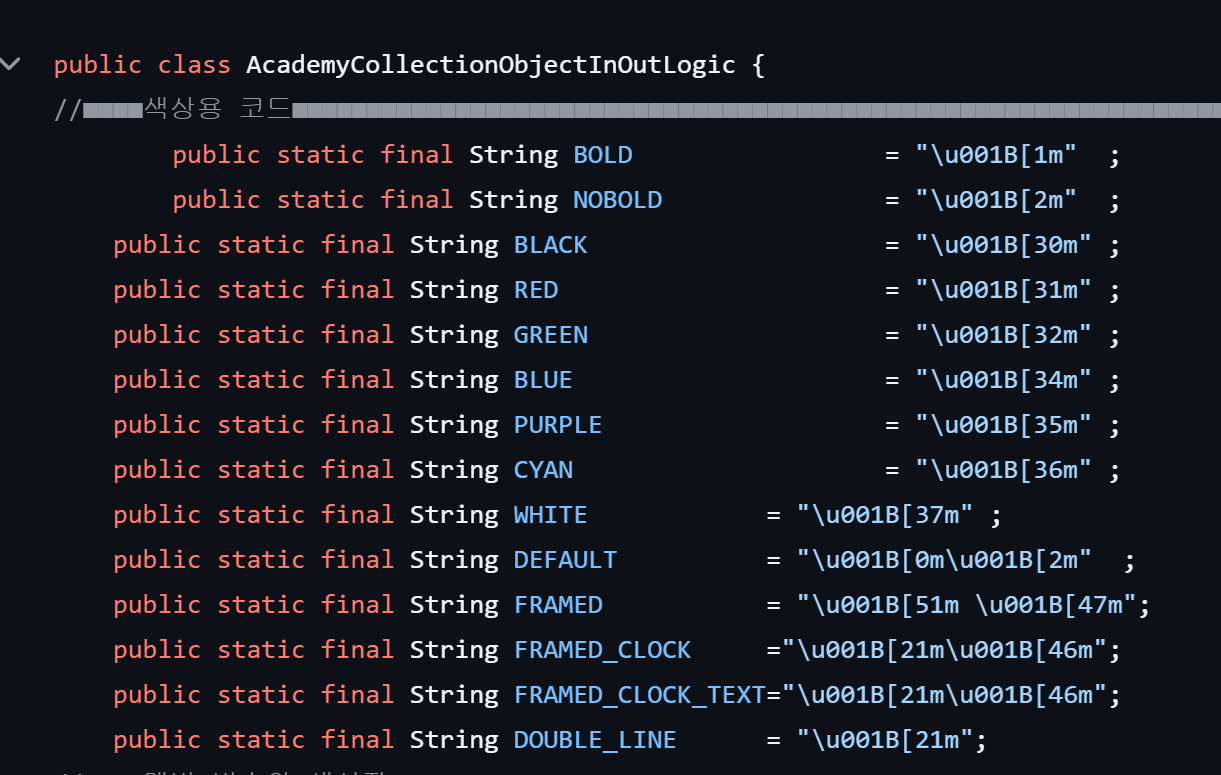 public class AcademyCollectionObjectInOutLogic {
//■■■■색상용 코드■■■■■■■■■■■■■■■■■■■■■■■■■■■■■■■■■■■■■■■■■■■■■■■■■■■■■■■■■■■■■■
public static final String BOLD = "\u001B[1m" ;
public static final String NOBOLD = "\u001B[2m" ;
public static final String BLACK = "\u001B[30m" ;
public static final String RED = "\u001B[31m" ;
public static final String GREEN = "\u001B[32m" ;
public static final String BLUE = "\u001B[34m" ;
public static final String PURPLE = "\u001B[35m" ;
public static final String CYAN = "\u001B[36m" ;
public static final String WHITE = "\u001B[37m" ;
public static final String DEFAULT = "\u001B[0m\u001B[2m" ;
public static final String FRAMED = "\u001B[51m \u001B[47m";
public static final String FRAMED_CLOCK ="\u001B[21m\u001B[46m";
public static final String FRAMED_CLOCK_TEXT="\u001B[21m\u001B[46m";
public static final String DOUBLE_LINE = "\u001B[21m";